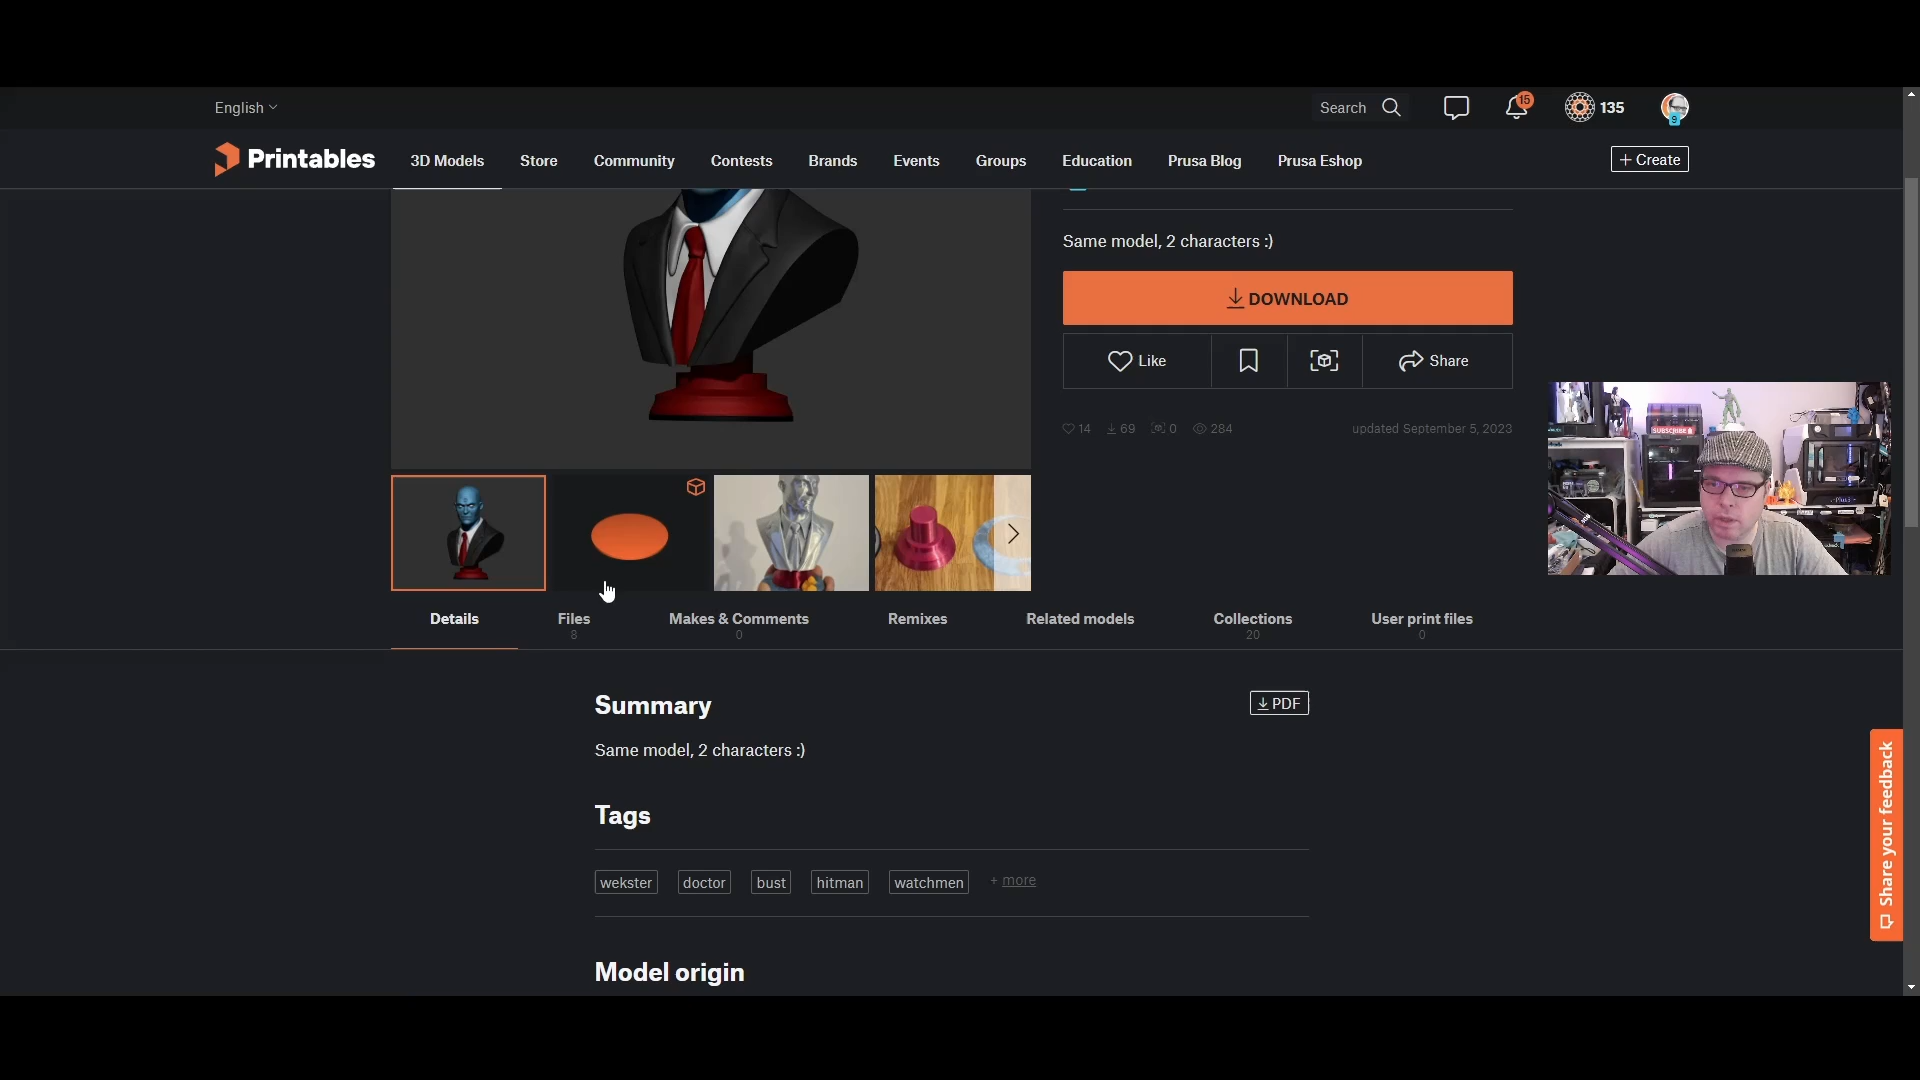 English
Search
15
135
9
Printables
3D Models
Store
Community
Contests
Brands
Events
Groups
Education
Prusa Blog
Prusa Eshop
+ Create
Same model, 2 characters :)
DOWNLOAD
Like
Share
14
69
0
284
updated September 5, 2023
SUBSCRIBE
Details
Files
8
Makes & Comments
0
Remixes
Related models
Collections
20
User print files
0
Summary
PDF
Same model, 2 characters :)
Tags
wekster
doctor
bust
hitman
watchmen
+ more
Share your feedback
Model origin